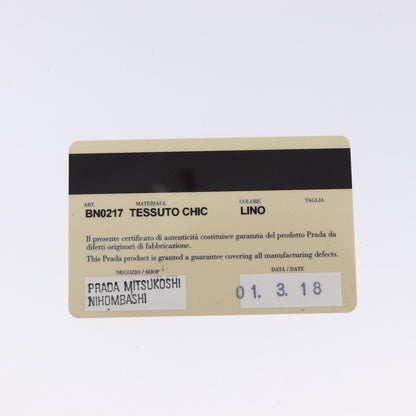 ART. MATERIALE COLORE TAGLIA
BN0217 TESSUTO CHIC LINO
Il presente certificato di autenticità costituisce garanzia del prodotto Prada da
difetti originari di fabbricazione.
This Prada product is granted a guarantee covering all manufacturing defects.
NEGOZIO / SHOP DATA / DATE
PRADA MITSUKOSHI
NIHOMBASHI
01. 3. 18